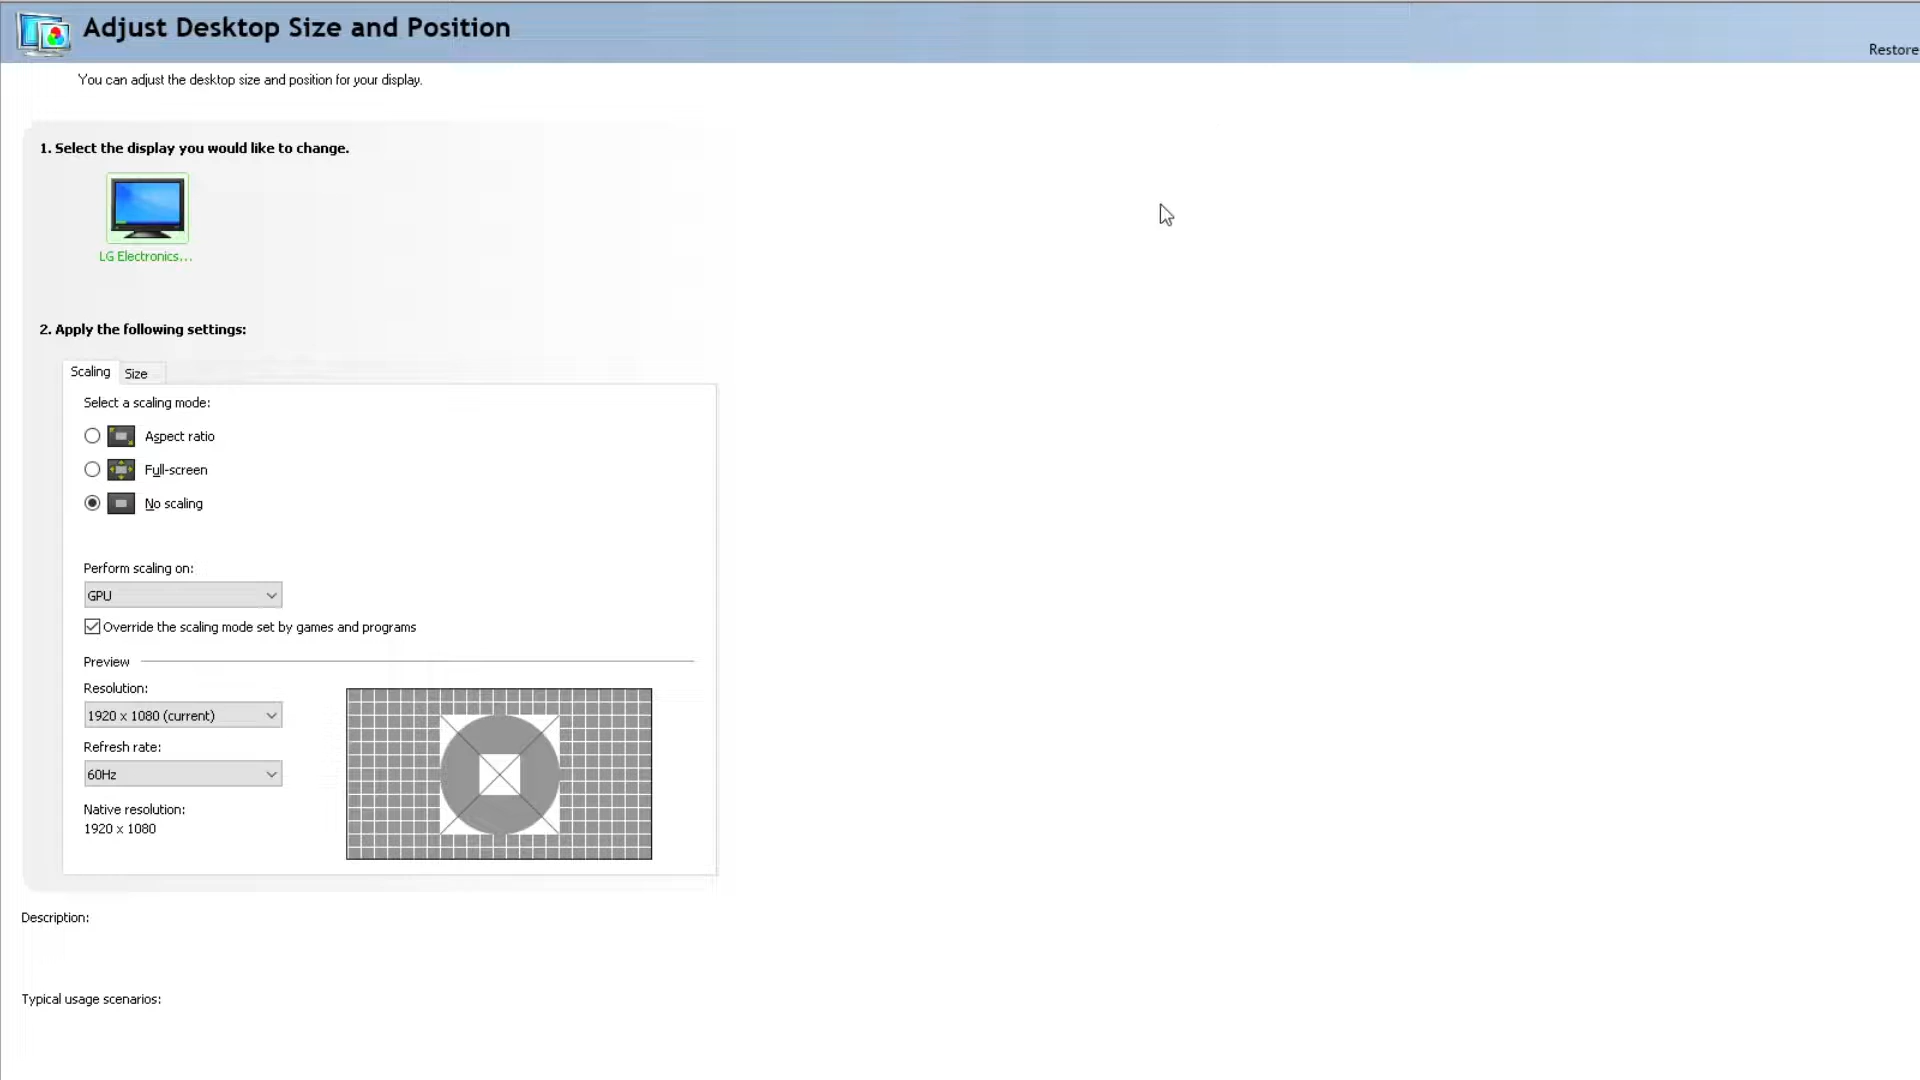 Adjust Desktop Size and Position
Restore
You can adjust the desktop size and position for your display.
1. Select the display you would like to change.
LG Electronics...
2. Apply the following settings:
Scaling
Size
Select a scaling mode:
Aspect ratio
Full-screen
No scaling
Perform scaling on:
GPU
Override the scaling mode set by games and programs
Preview
Resolution:
1920 x 1080 (current)
Refresh rate:
60Hz
Native resolution:
1920 x 1080
Description:
Typical usage scenarios: